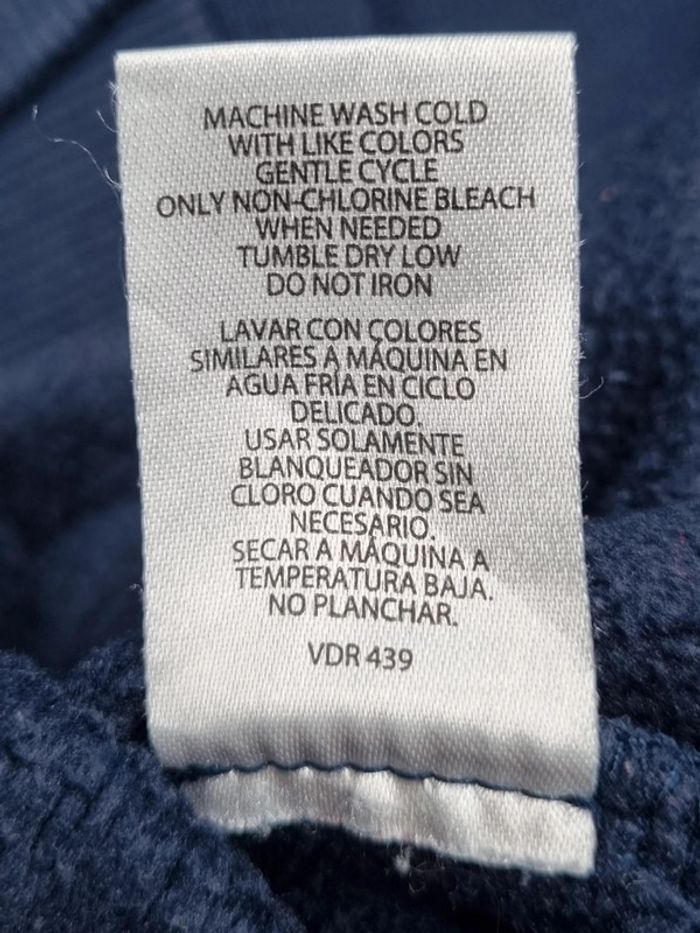 MACHINE WASH COLD
WITH LIKE COLORS
GENTLE CYCLE
ONLY NON-CHLORINE BLEACH
WHEN NEEDED
TUMBLE DRY LOW
DO NOT IRON
LAVAR CON COLORES
SIMILARES A MÁQUINA EN
AGUA FRÍA EN CICLO
DELICADO.
USAR SOLAMENTE
BLANQUEADOR SIN
CLORO CUANDO SEA
NECESARIO.
SECAR A MÁQUINA A
TEMPERATURA BAJA.
NO PLANCHAR.
VDR 439